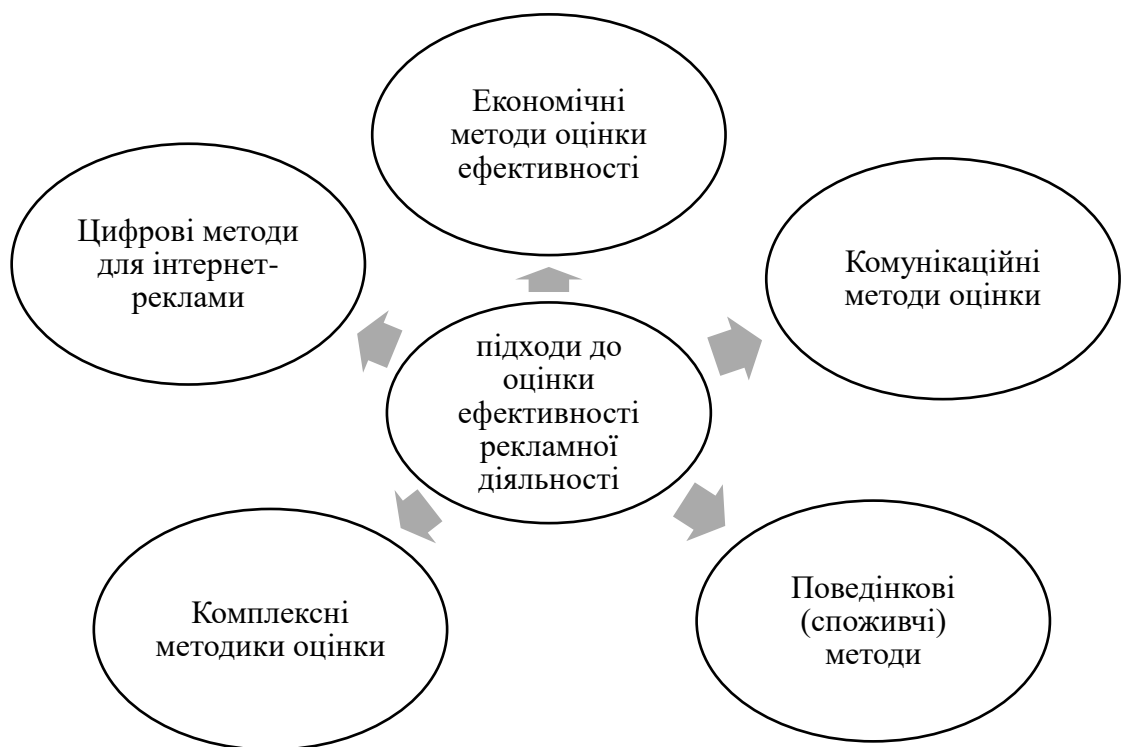 Економічні
методи оцінки
ефективності
Цифрові методи
для інтернет-
реклами
Комунікаційні
методи оцінки
підходи до
оцінки
ефективності
рекламної
діяльності
Комплексні
методики оцінки
Поведінкові
(споживчі)
методи